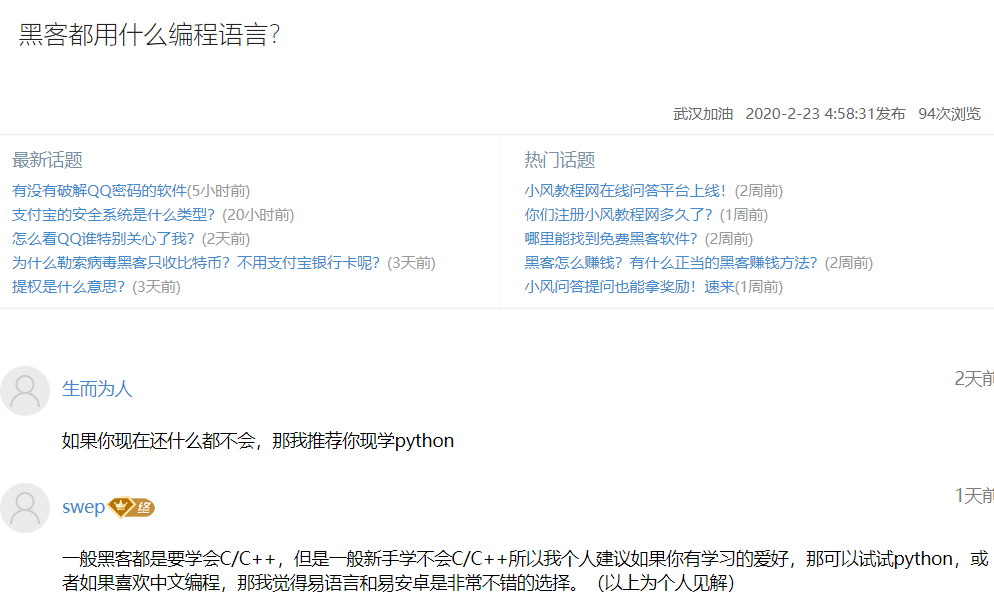 黑客都用什么编程语言?
武汉加油 2020-2-23 4:58:31发布 94次浏览
最新话题
有没有破解QQ密码的软件(5小时前)
支付宝的安全系统是什么类型？(20小时前)
怎么看QQ谁特别关心了我？(2天前)
为什么勒索病毒黑客只收比特币？不用支付宝银行卡呢？(3天前)
提权是什么意思？(3天前)
热门话题
小风教程网在线问答平台上线！(2周前)
你们注册小风教程网多久了？(1周前)
哪里能找到免费黑客软件？(2周前)
黑客怎么赚钱？有什么正当的黑客赚钱方法？(2周前)
小风问答提问也能拿奖励！速来(1周前)
生而为人
2天前
如果你现在还什么都不会，那我推荐你现学python
swep 终
1天前
一般黑客都是要学会C/C++，但是一般新手学不会C/C++所以我个人建议如果你有学习的爱好，那可以试试python，或
者如果喜欢中文编程，那我觉得易语言和易安卓是非常不错的选择。（以上为个人见解）